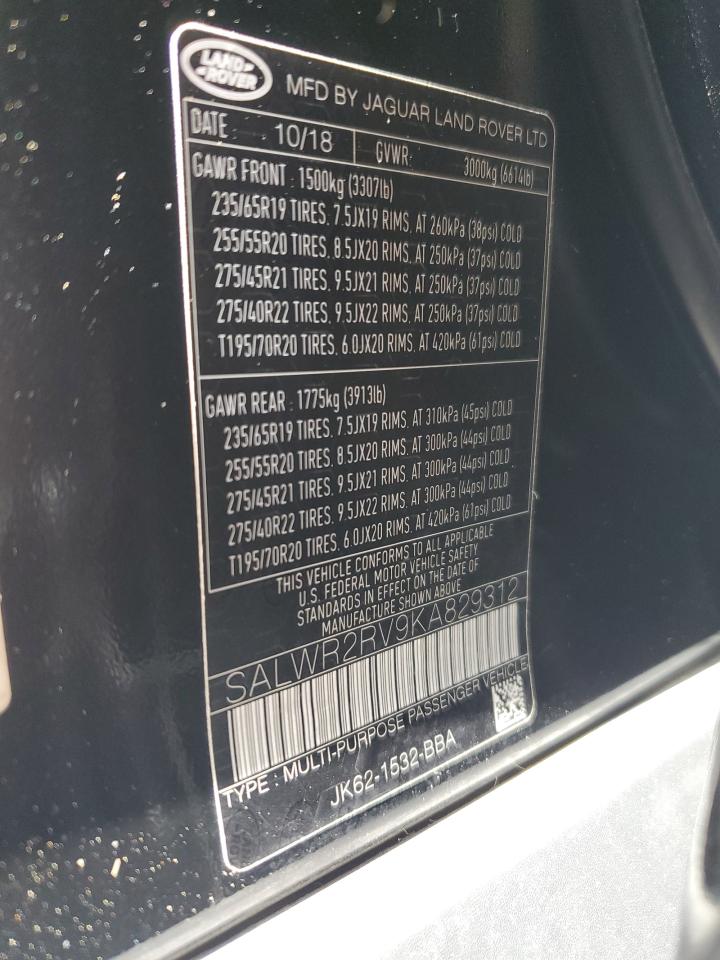 LAND ROVER
MFD BY JAGUAR LAND ROVER LTD
DATE: 10/18 GVWR: 3000kg (6614lb)
GAWR FRONT : 1500kg (3307lb)
235/65R19 TIRES, 7.5JX19 RIMS, AT 260kPa (38psi) COLD
255/55R20 TIRES, 8.5JX20 RIMS, AT 250kPa (37psi) COLD
275/45R21 TIRES, 9.5JX21 RIMS, AT 250kPa (37psi) COLD
275/40R22 TIRES, 9.5JX22 RIMS, AT 250kPa (37psi) COLD
T195/70R20 TIRES, 6.0JX20 RIMS, AT 420kPa (61psi) COLD
GAWR REAR : 1775kg (3913lb)
235/65R19 TIRES, 7.5JX19 RIMS, AT 310kPa (45psi) COLD
255/55R20 TIRES, 8.5JX20 RIMS, AT 300kPa (44psi) COLD
275/45R21 TIRES, 9.5JX21 RIMS, AT 300kPa (44psi) COLD
275/40R22 TIRES, 9.5JX22 RIMS, AT 300kPa (44psi) COLD
T195/70R20 TIRES, 6.0JX20 RIMS, AT 420kPa (61psi) COLD
THIS VEHICLE CONFORMS TO ALL APPLICABLE
U.S. FEDERAL MOTOR VEHICLE SAFETY
STANDARDS IN EFFECT ON THE DATE OF
MANUFACTURE SHOWN ABOVE
SALWR2RV9KA829312
TYPE : MULTI-PURPOSE PASSENGER VEHICLE
JK62-1532-BBA